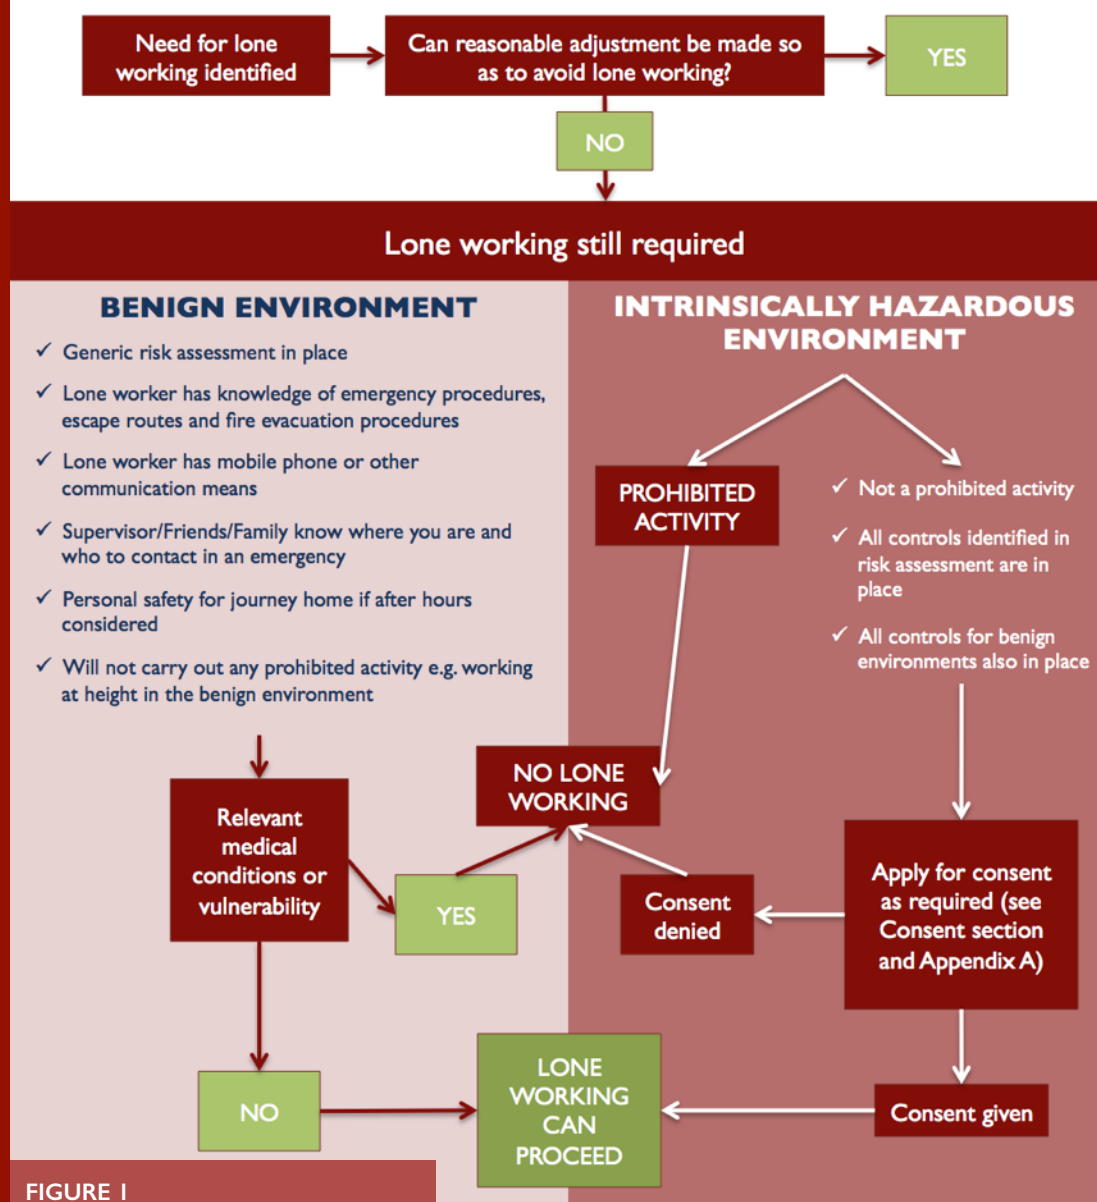 Need for lone
working identified
Can reasonable adjustment be made so
as to avoid lone working?
YES
NO
Lone working still required
BENIGN ENVIRONMENT
✓ Generic risk assessment in place
✓ Lone worker has knowledge of emergency procedures,
escape routes and fire evacuation procedures
✓ Lone worker has mobile phone or other
communication means
✓ Supervisor/Friends/Family know where you are and
who to contact in an emergency
✓ Personal safety for journey home if after hours
considered
✓ Will not carry out any prohibited activity e.g. working
at height in the benign environment
Relevant
medical
conditions or
vulnerability
YES
NO
INTRINSICALLY HAZARDOUS
ENVIRONMENT
PROHIBITED
ACTIVITY
✓ Not a prohibited activity
✓ All controls identified in
risk assessment are in
place
✓ All controls for benign
environments also in place
NO LONE
WORKING
Consent
denied
Apply for consent
as required (see
Consent section
and Appendix A)
LONE
WORKING
CAN
PROCEED
Consent given
FIGURE 1